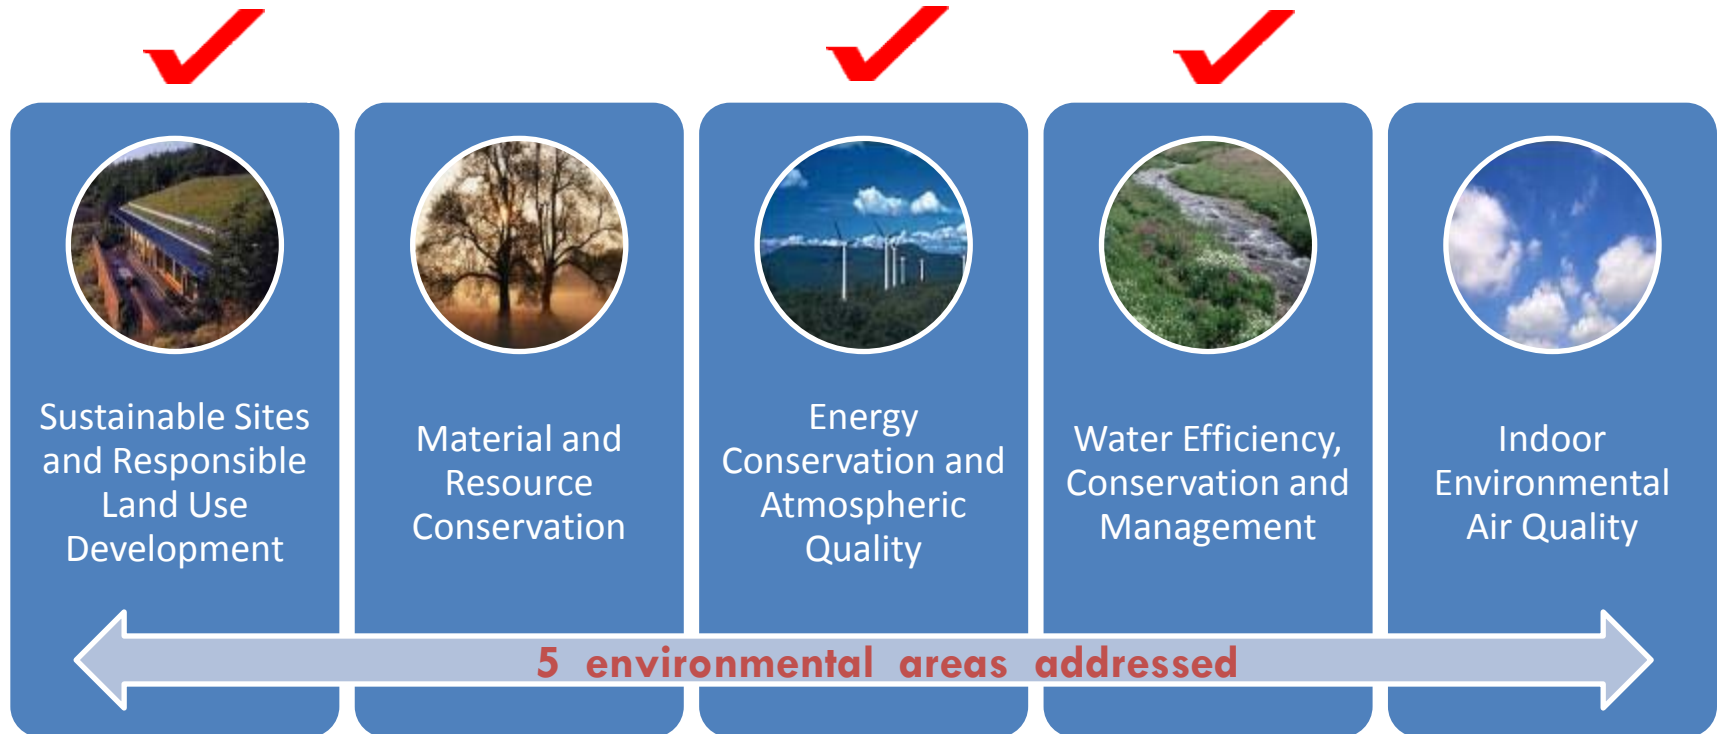 Sustainable Sites
and Responsible
Land Use
Development
Material and
Resource
Conservation
Energy
Conservation and
Atmospheric
Quality
Water Efficiency,
Conservation and
Management
Indoor
Environmental
Air Quality
5 environmental areas addressed